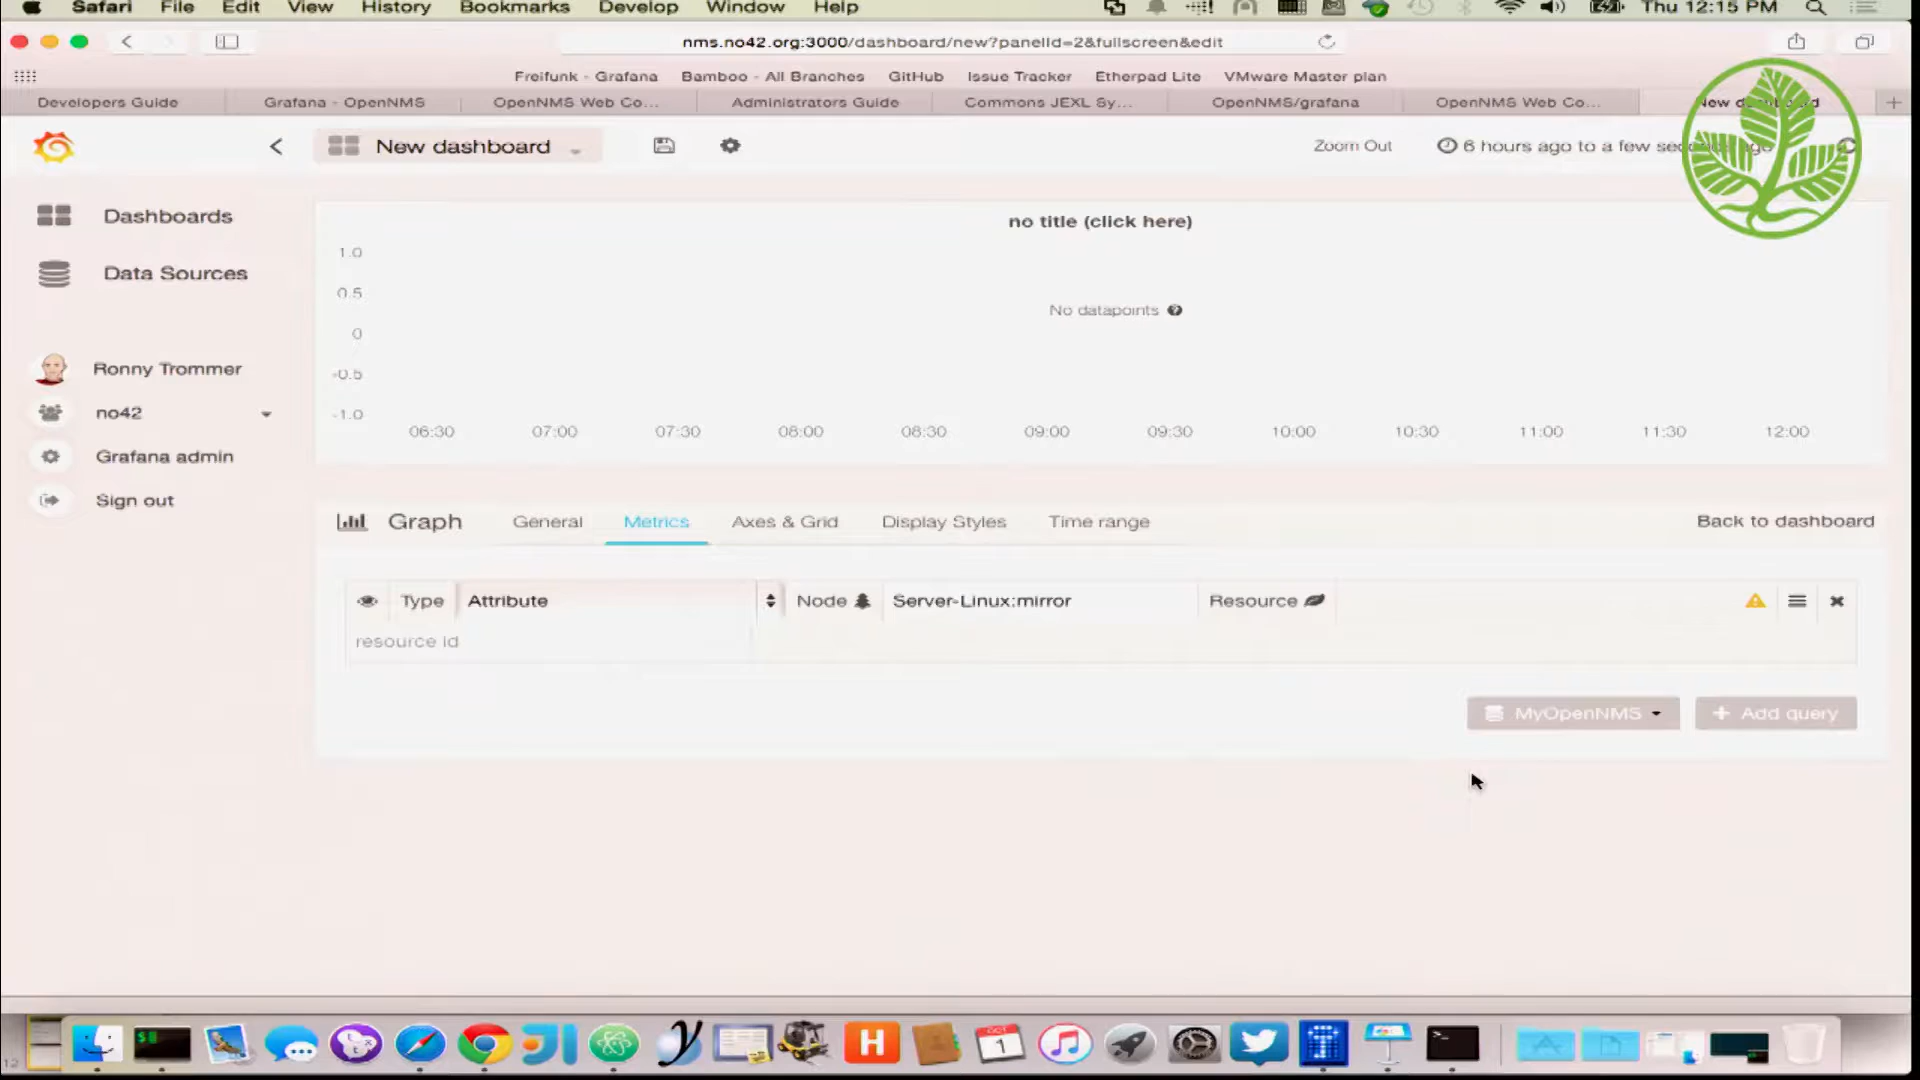 Safari File Edit View History Bookmarks Develop Window Help Thu 12:15 PM
nms.no42.org:3000/dashboard/new?panelId=2&fullscreen&edit
Freifunk - Grafana Bamboo - All Branches GitHub Issue Tracker Etherpad Lite VMware Master plan
Developers Guide Grafana - OpenNMS OpenNMS Web Co... Administrators Guide Commons JEXL Sy... OpenNMS/grafana OpenNMS Web Co... New dashboard
New dashboard Zoom Out 6 hours ago to a few seconds ago
Dashboards
Data Sources
Ronny Trommer
no42
Grafana admin
Sign out
no title (click here)
1.0
0.5
No datapoints
0
-0.5
-1.0
06:30 07:00 07:30 08:00 08:30 09:00 09:30 10:00 10:30 11:00 11:30 12:00
Graph General Metrics Axes & Grid Display Styles Time range Back to dashboard
Type Attribute Node Server-Linux:mirror Resource
resource id
MyOpenNMS + Add query
OCT
1
H
12